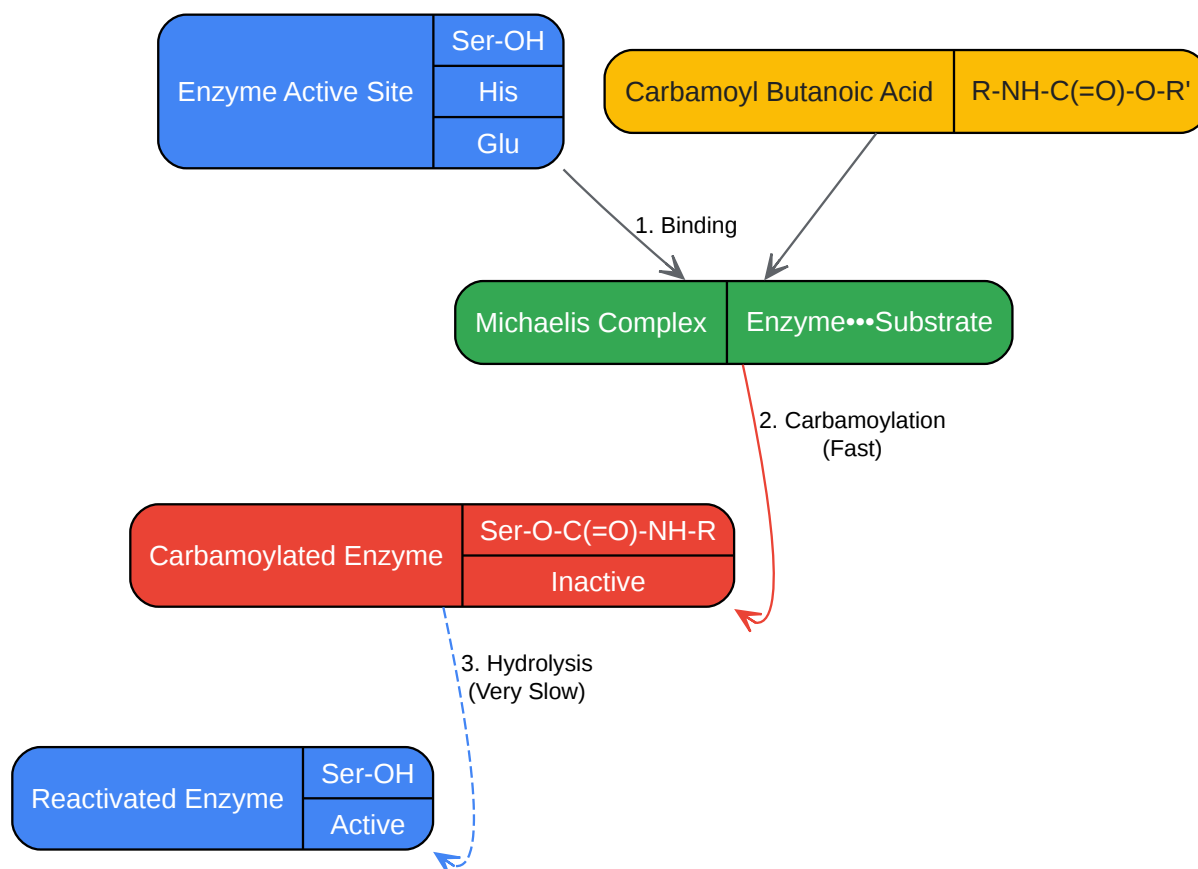 Enzyme Active Site
Ser-OH
His
Glu
Carbamoyl Butanoic Acid
R-NH-C(=O)-O-R'
1. Binding
Michaelis Complex
Enzyme•••Substrate
2. Carbamoylation
(Fast)
Carbamoylated Enzyme
Ser-O-C(=O)-NH-R
Inactive
3. Hydrolysis
(Very Slow)
Reactivated Enzyme
Ser-OH
Active